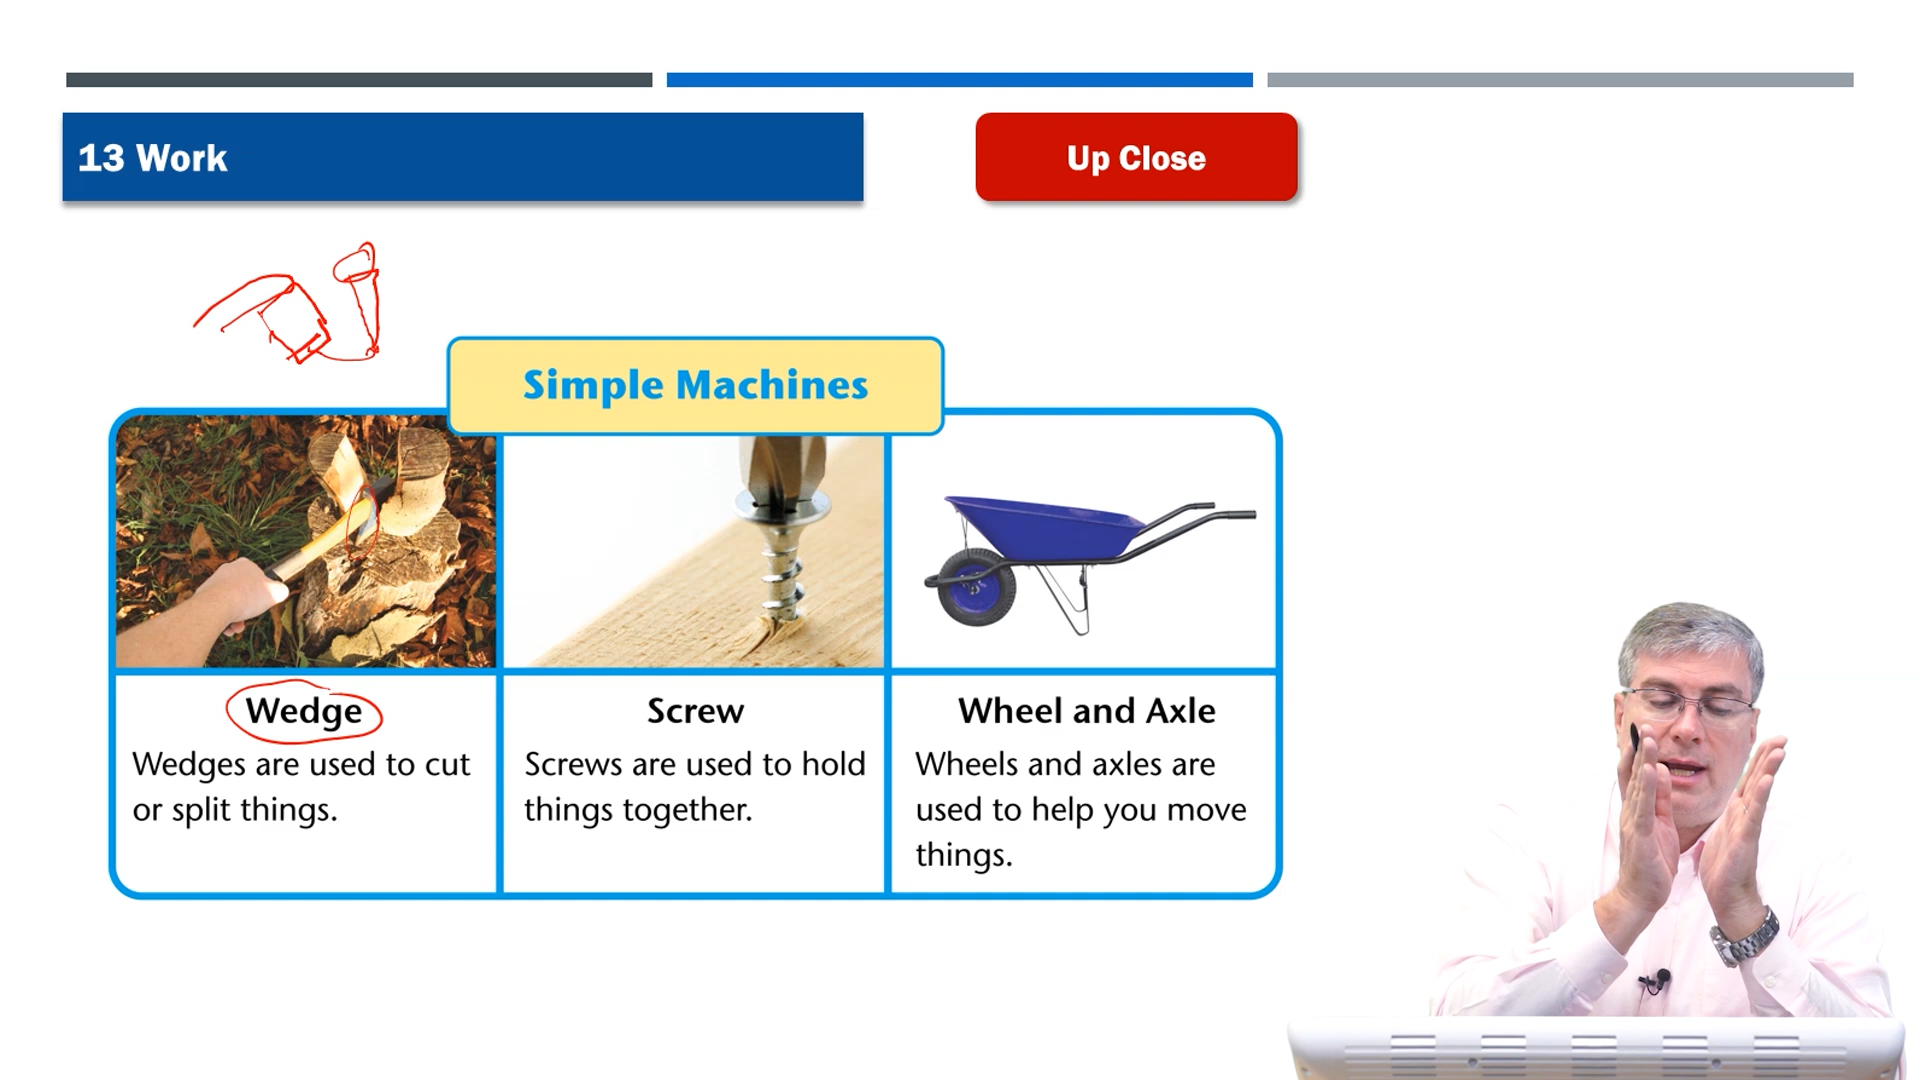 13 Work
Up Close
Simple Machines
Wedge
Wedges are used to cut
or split things.
Screw
Screws are used to hold
things together.
Wheel and Axle
Wheels and axles are
used to help you move
things.